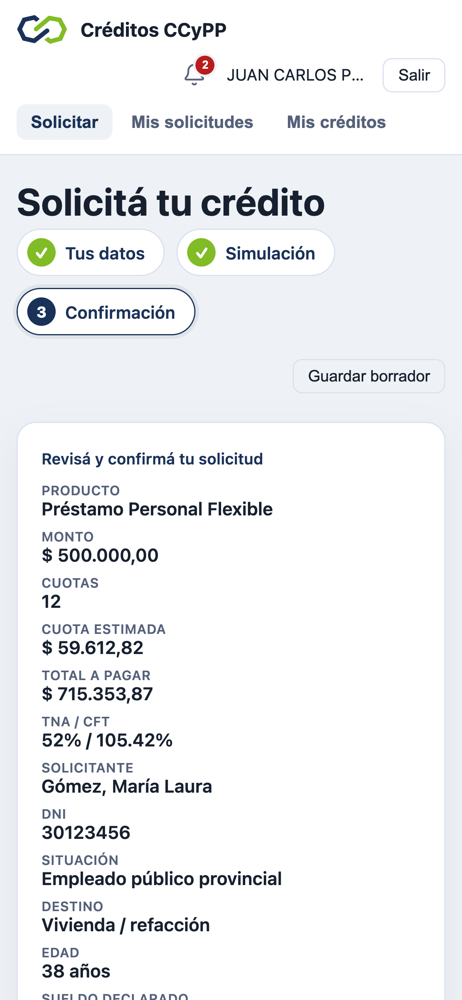 Créditos CCyPP
2
JUAN CARLOS P...
Salir
Solicitar
Mis solicitudes
Mis créditos
Solicitá tu crédito
Tus datos
Simulación
3
Confirmación
Guardar borrador
Revisá y confirmá tu solicitud
PRODUCTO
Préstamo Personal Flexible
MONTO
$ 500.000,00
CUOTAS
12
CUOTA ESTIMADA
$ 59.612,82
TOTAL A PAGAR
$ 715.353,87
TNA / CFT
52% / 105.42%
SOLICITANTE
Gómez, María Laura
DNI
30123456
SITUACIÓN
Empleado público provincial
DESTINO
Vivienda / refacción
EDAD
38 años
SUELDO DECLARADO